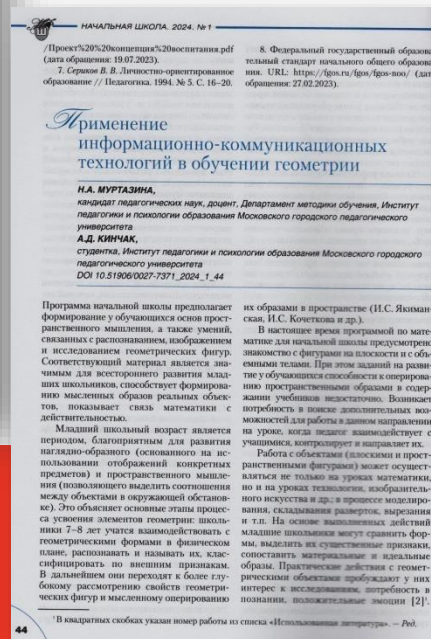 НАЧАЛЬНАЯ ШКОЛА. 2024. № 1
/Проект%20%20концепция%20воспитания.pdf
(дата обращения: 19.07.2023).
7. Сериков В. В. Личностно-ориентированное
образование // Педагогика. 1994. № 5. С. 16–20.
8. Федеральный государственный образова
тельный стандарт начального общего образова
ния. URL: https://fgos.ru/fgos/fgos-noo/ (дат
обращения: 27.02.2023).
Применение
информационно-коммуникационных
технологий в обучении геометрии
Н.А. МУРТАЗИНА,
кандидат педагогических наук, доцент, Департамент методики обучения, Институт
педагогики и психологии образования Московского городского педагогического
университета
А.Д. КИНЧАК,
студентка, Институт педагогики и психологии образования Московского городского
педагогического университета
DOI 10.51906/0027-7371_2024_1_44
Программа начальной школы предполагает
формирование у обучающихся основ прост-
ранственного мышления, а также умений,
связанных с распознаванием, изображением
и исследованием геометрических фигур.
Соответствующий материал является зна-
чимым для всестороннего развития млад-
ших школьников, способствует формирова-
нию мысленных образов реальных объек-
тов, показывает связь математики с
действительностью.
Младший школьный возраст является
периодом, благоприятным для развития
наглядно-образного (основанного на ис-
пользовании отображений конкретных
предметов) и пространственного мышле-
ния (позволяющего выделить соотношения
между объектами в окружающей обстанов-
ке). Это объясняет основные этапы процес-
са усвоения элементов геометрии: школь-
ники 7–8 лет учатся взаимодействовать с
геометрическими формами в физическом
плане, распознавать и называть их, клас-
сифицировать по внешним признакам.
В дальнейшем они переходят к более глу-
бокому рассмотрению свойств геометри-
ческих фигур и мысленному оперированию
их образами в пространстве (И.С. Якиман-
ская, И.С. Кочеткова и др.).
В настоящее время программой по мате-
матике для начальной школы предусмотрено
знакомство с фигурами на плоскости и с объ-
емными телами. При этом заданий на разви-
тие у обучающихся способности к оперирова-
нию пространственными образами в содер-
жании учебников недостаточно. Возникает
потребность в поиске дополнительных воз-
можностей для работы в данном направлении
на уроке, когда педагог взаимодействует с
учащимися, контролирует и направляет их.
Работа с объектами (плоскими и прост-
ранственными фигурами) может осущест-
вляться не только на уроках математики,
но и на уроках технологии, изобразитель-
ного искусства и др.: в процессе моделиро-
вания, складывания разверток, вырезания
и т.п. На основе выполненных действий
младшие школьники могут сравнить фор-
мы, выделить их существенные признаки,
сопоставить материальные и идеальные
образы. Практические действия с геомет-
рическими объектами пробуждают у них
интерес к исследованиям, потребность в
познании, положительные эмоции [2]¹.
¹ В квадратных скобках указан номер работы из списка «Использованная литература». – Ред.
44